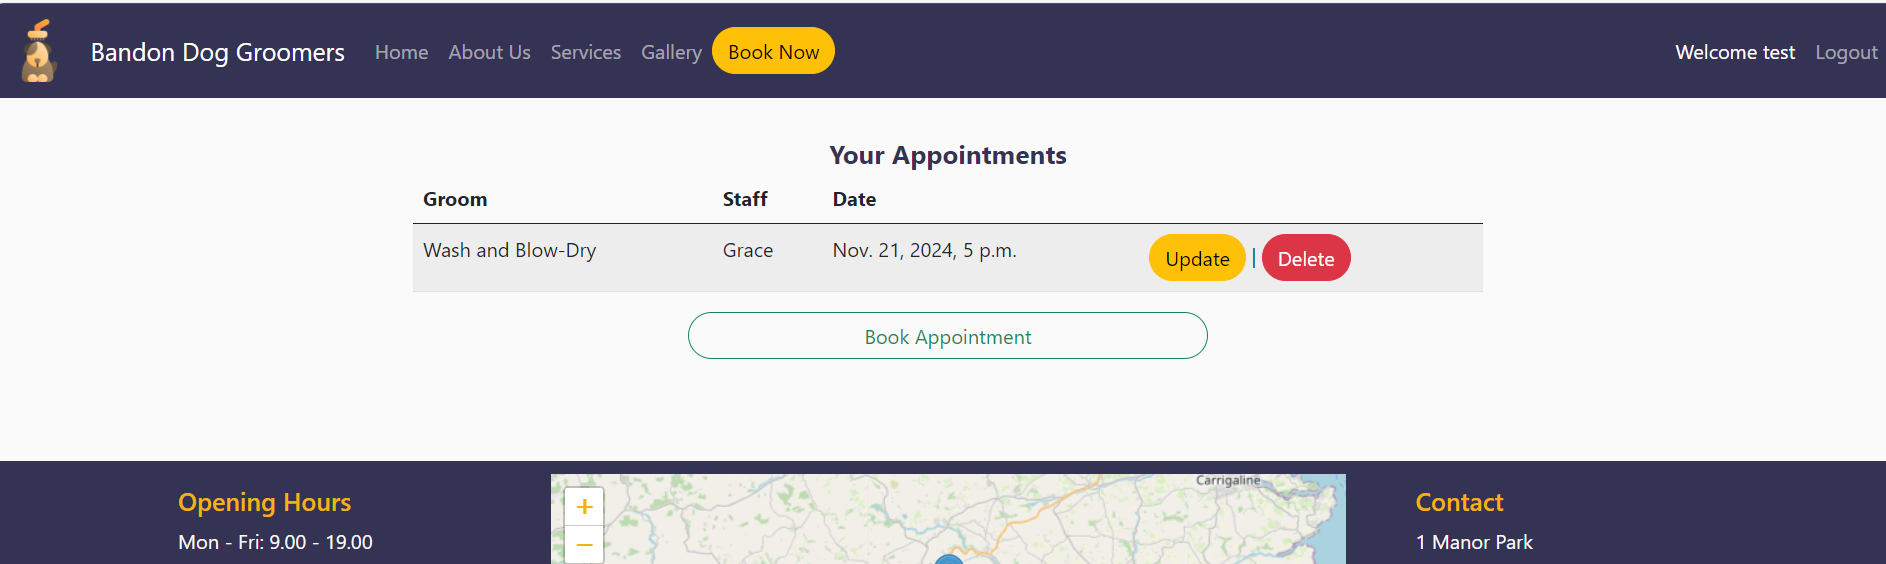 Bandon Dog Groomers Home About Us Services Gallery Book Now Welcome test Logout
Your Appointments
Groom Staff Date
Wash and Blow-Dry Grace Nov. 21, 2024, 5 p.m. Update | Delete
Book Appointment
Opening Hours
Mon - Fri: 9.00 - 19.00
+
−
Carrigaline
Contact
1 Manor Park